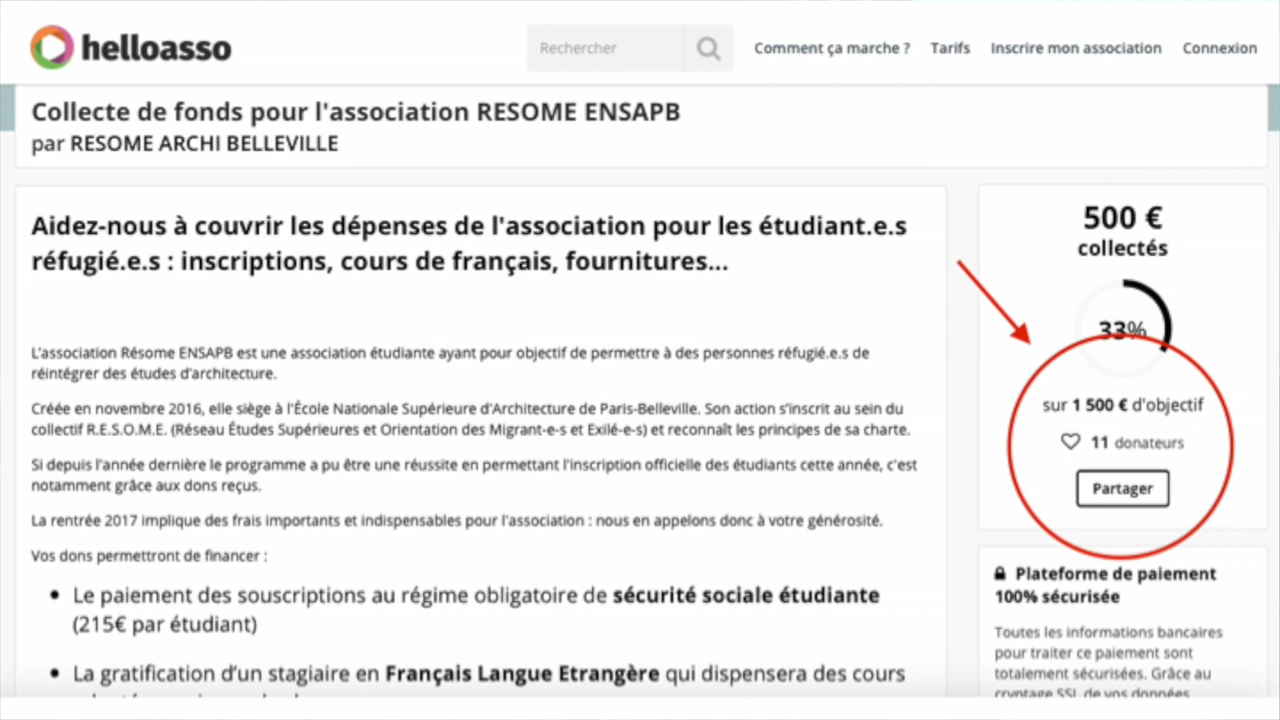 helloasso
Rechercher
Comment ça marche ?
Tarifs
Inscrire mon association
Connexion
Collecte de fonds pour l'association RESOME ENSAPB
par RESOME ARCHI BELLEVILLE
Aidez-nous à couvrir les dépenses de l'association pour les étudiant.e.s
réfugié.e.s : inscriptions, cours de français, fournitures...
L'association Résome ENSAPB est une association étudiante ayant pour objectif de permettre à des personnes réfugié.e.s de
réintégrer des études d'architecture.
Créée en novembre 2016, elle siège à l'École Nationale Supérieure d'Architecture de Paris-Belleville. Son action s'inscrit au sein du
collectif R.E.S.O.M.E. (Réseau Études Supérieures et Orientation des Migrant-e-s et Exilé-e-s) et reconnaît les principes de sa charte.
Si depuis l'année dernière le programme a pu être une réussite en permettant l'inscription officielle des étudiants cette année, c'est
notamment grâce aux dons reçus.
La rentrée 2017 implique des frais importants et indispensables pour l'association : nous en appelons donc à votre générosité.
Vos dons permettront de financer :
• Le paiement des souscriptions au régime obligatoire de sécurité sociale étudiante
(215€ par étudiant)
• La gratification d'un stagiaire en Français Langue Etrangère qui dispensera des cours
500 €
collectés
33%
sur 1 500 € d'objectif
11 donateurs
Partager
Plateforme de paiement
100% sécurisée
Toutes les informations bancaires
pour traiter ce paiement sont
totalement sécurisées. Grâce au
cryptage SSL de vos données